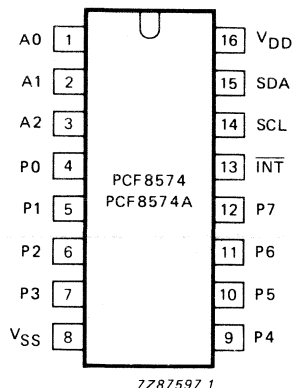 A0 1 16 VDD
A1 2 15 SDA
A2 3 14 SCL
P0 4 13 INT
PCF8574
PCF8574A
P1 5 12 P7
P2 6 11 P6
P3 7 10 P5
VSS 8 9 P4
7Z87597.1